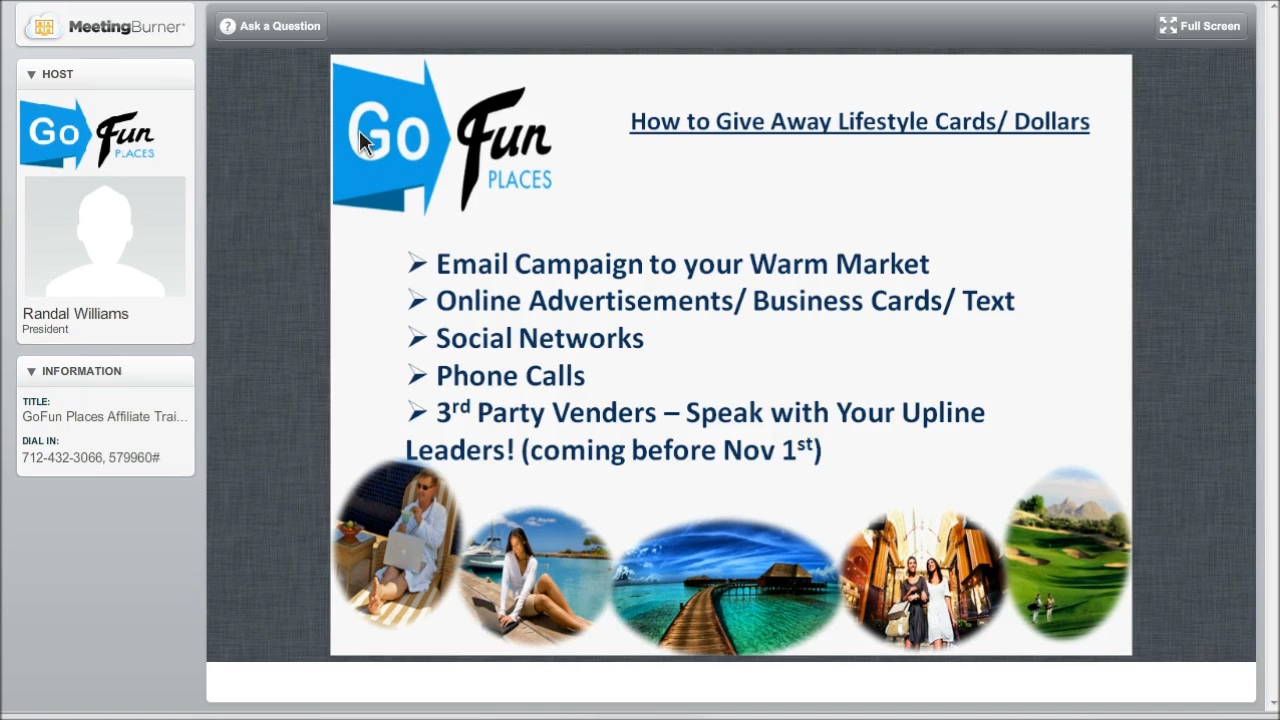 MeetingBurner
Ask a Question
Full Screen
HOST
Go Fun
PLACES
Randal Williams
President
INFORMATION
TITLE:
GoFun Places Affiliate Trai...
DIAL IN:
712-432-3066, 579960#
Go Fun
PLACES
How to Give Away Lifestyle Cards/ Dollars
➢ Email Campaign to your Warm Market
➢ Online Advertisements/ Business Cards/ Text
➢ Social Networks
➢ Phone Calls
➢ 3rd Party Venders – Speak with Your Upline
Leaders! (coming before Nov 1st)